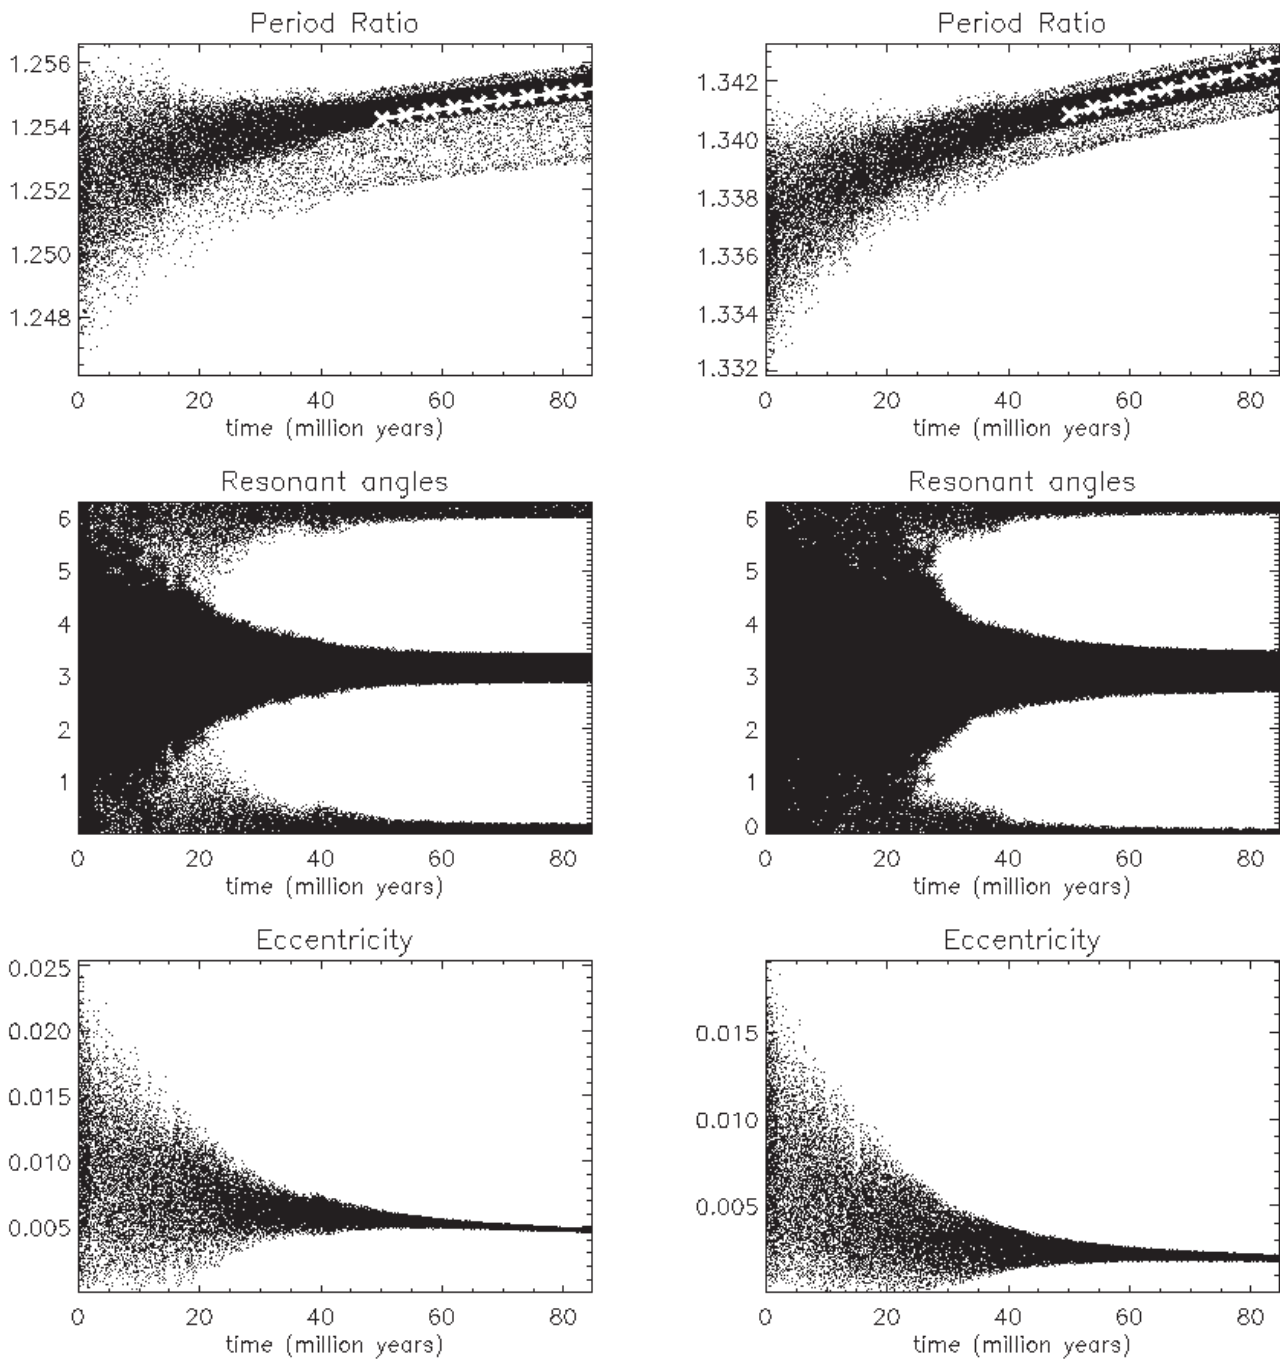 Period Ratio
1.256
1.254
1.252
1.250
1.248
0 20 40 60 80
time (million years)
Period Ratio
1.342
1.340
1.338
1.336
1.334
1.332
0 20 40 60 80
time (million years)
Resonant angles
6
5
4
3
2
1
0 20 40 60 80
time (million years)
Resonant angles
6
5
4
3
2
1
0
0 20 40 60 80
time (million years)
Eccentricity
0.025
0.020
0.015
0.010
0.005
0 20 40 60 80
time (million years)
Eccentricity
0.015
0.010
0.005
0 20 40 60 80
time (million years)